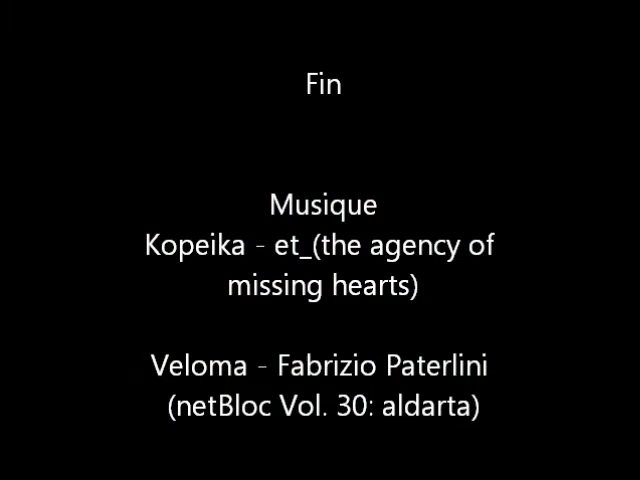 Fin
Musique
Kopeika - et_(the agency of
missing hearts)
Veloma - Fabrizio Paterlini
(netBloc Vol. 30: aldarta)